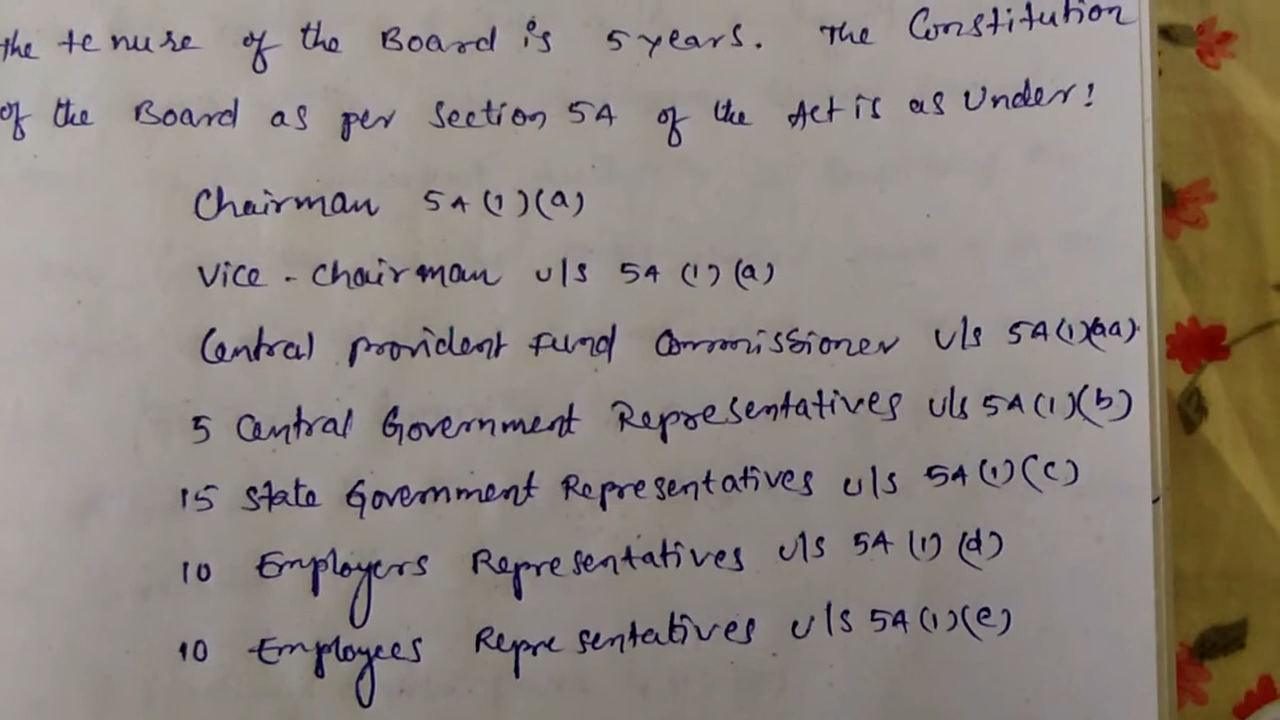 the tenure of the Board is 5 years. The Constitution
of the Board as per Section 5A of the Act is as Under:
Chairman 5A (1)(a)
Vice-Chairman u/s 5A (1) (a)
Central provident Fund Commissioner u/s 5A(1)(aa).
5 Central Government Representatives u/s 5A(1)(b)
15 State Government Representatives u/s 5A(1)(c)
10 Employers Representatives u/s 5A (1) (d)
10 Employees Representatives u/s 5A(1)(e)